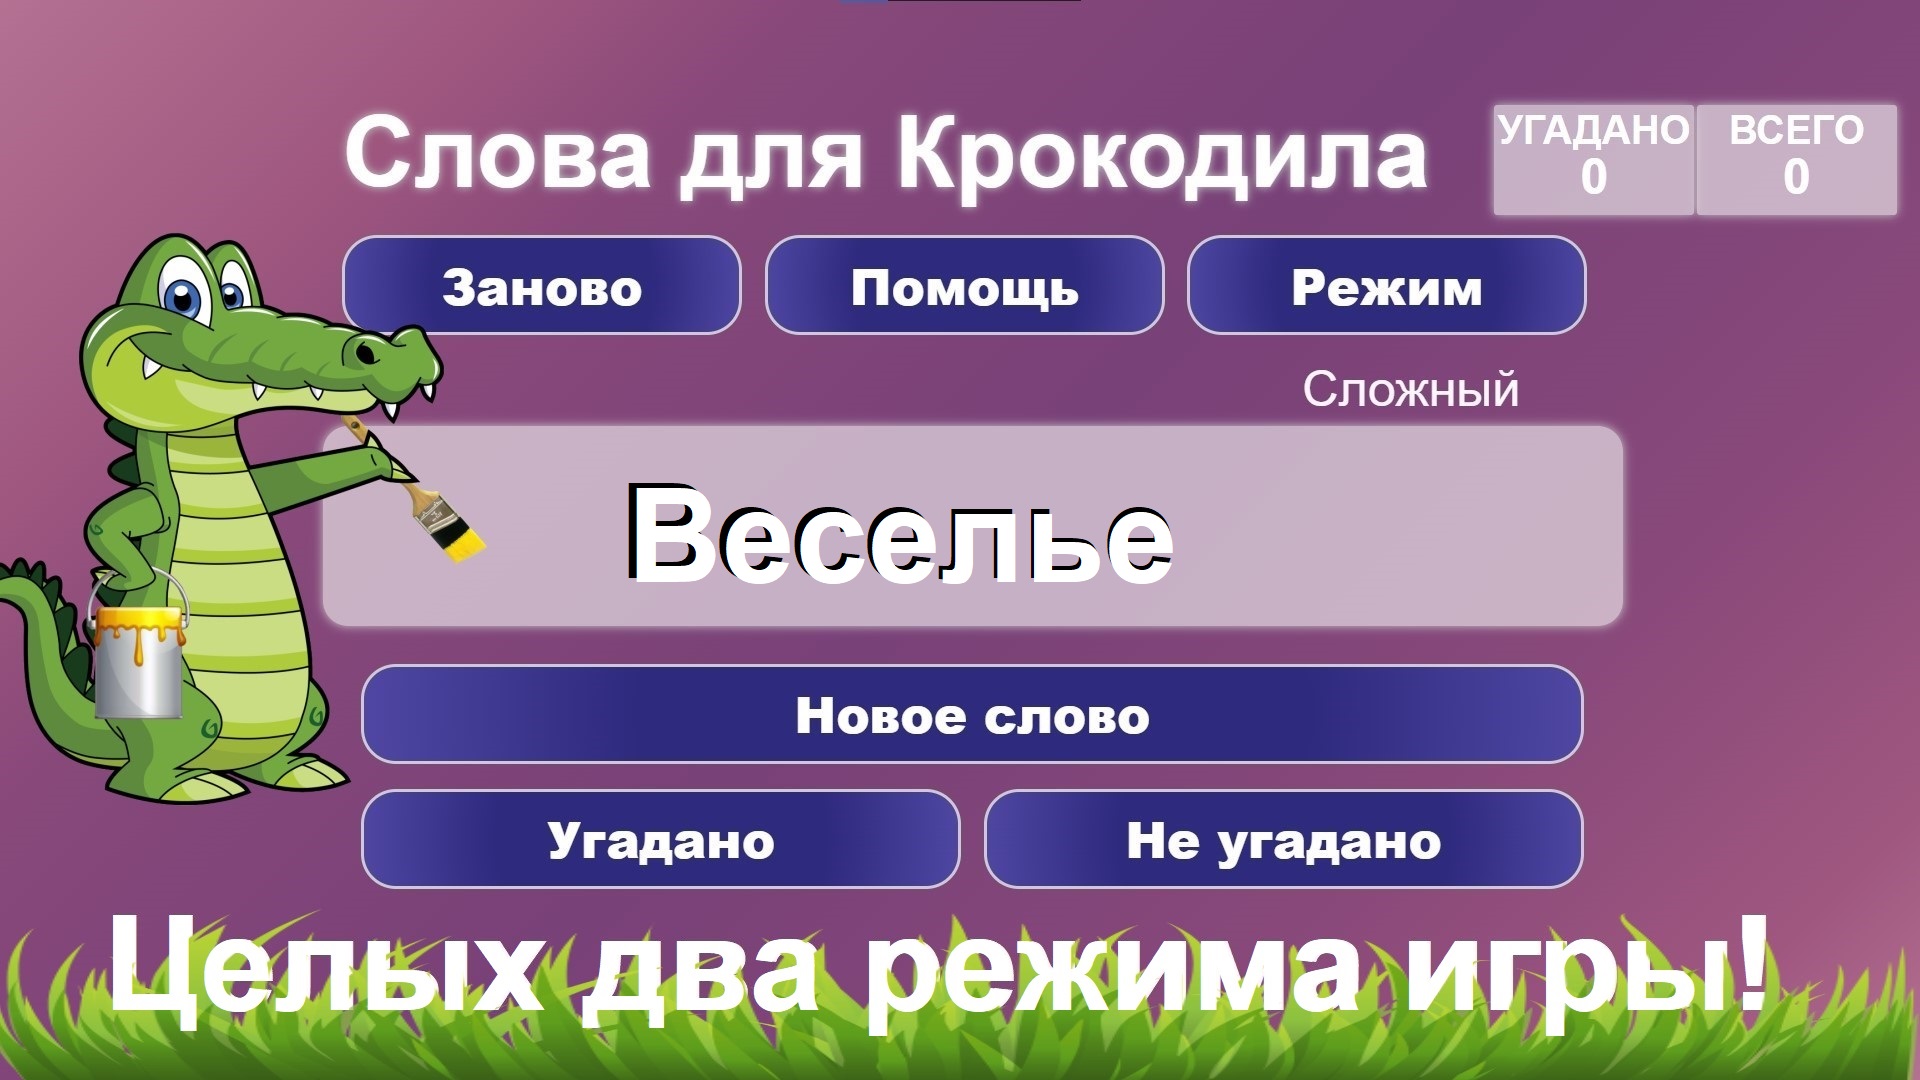 Слова для Крокодила
УГАДАНО
0
ВСЕГО
0
Заново
Помощь
Режим
Сложный
Веселье
Новое слово
Угадано
Не угадано
Целых два режима игры!